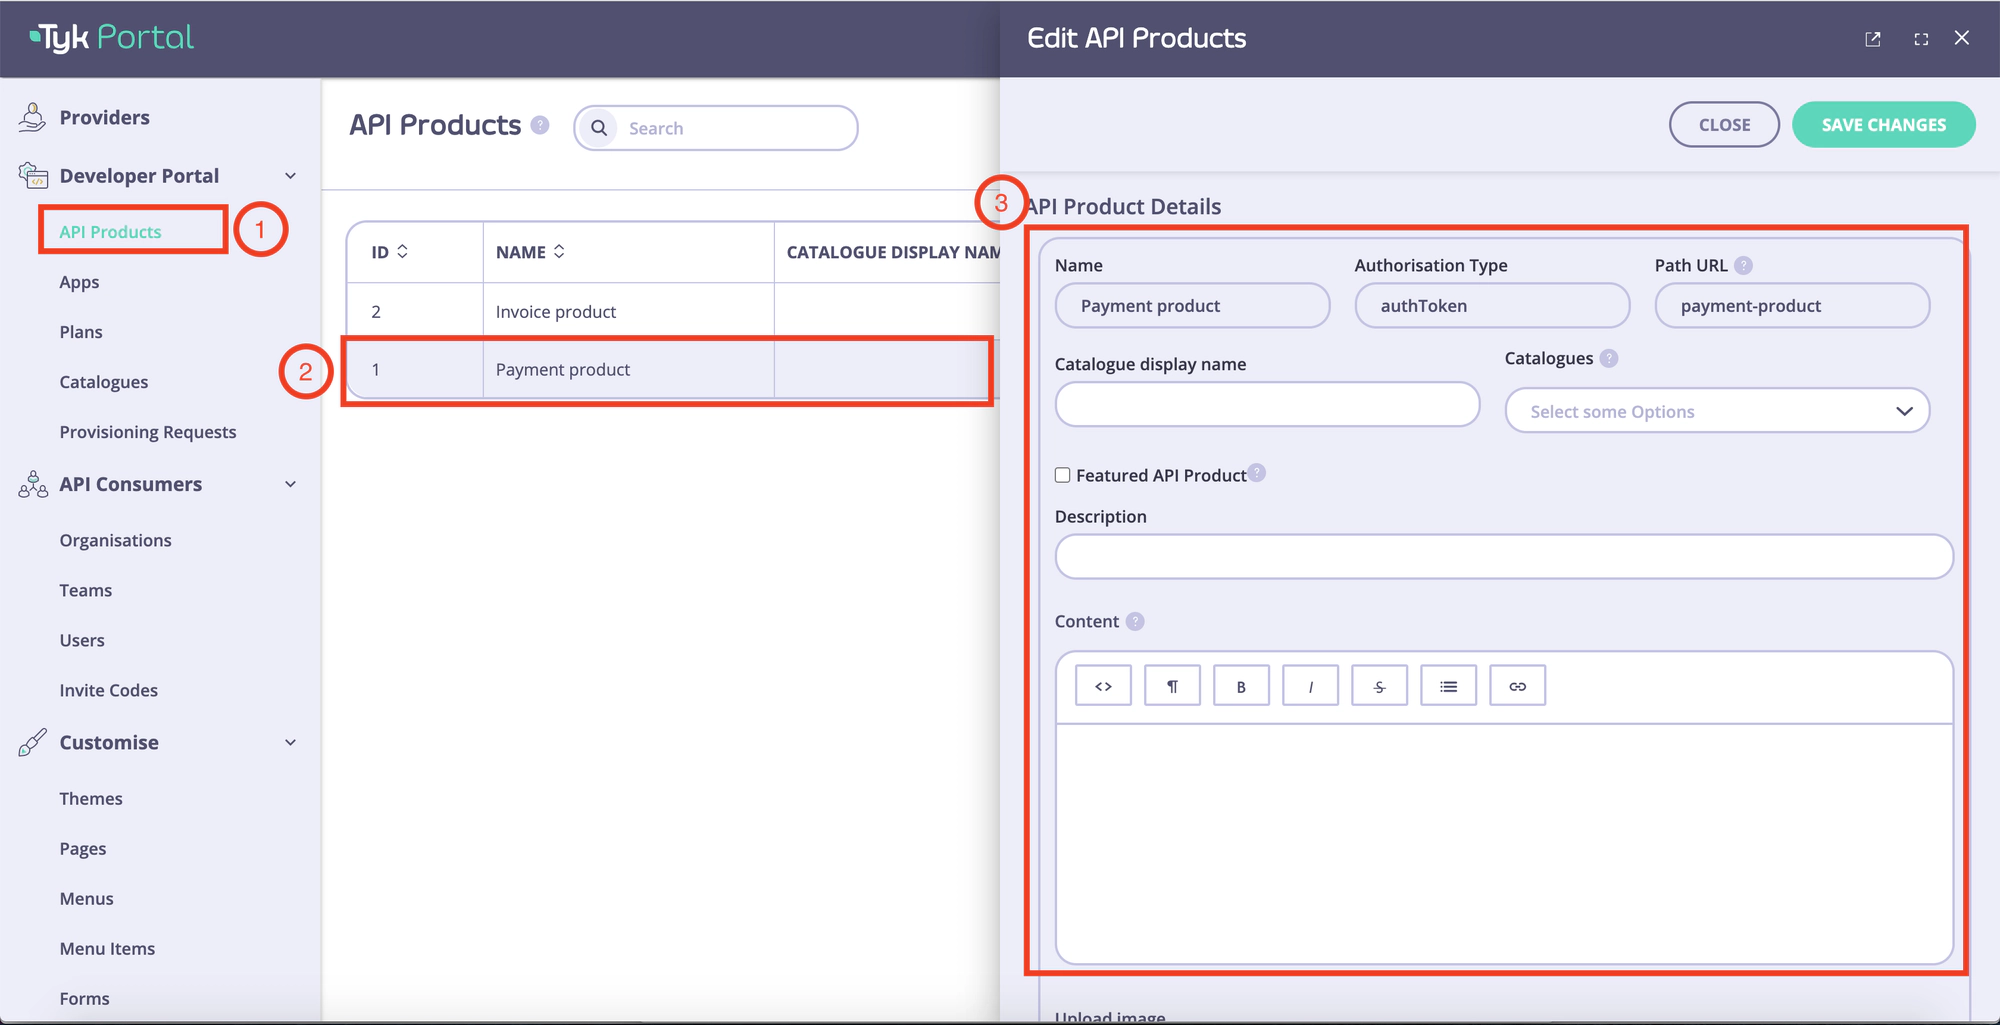 Tyk Portal
Edit API Products
Providers
Developer Portal
API Products
1
Apps
Plans
Catalogues
Provisioning Requests
API Consumers
Organisations
Teams
Users
Invite Codes
Customise
Themes
Pages
Menus
Menu Items
Forms
API Products ?
Search
ID NAME CATALOGUE DISPLAY NAM
2 Invoice product
2
1 Payment product
CLOSE SAVE CHANGES
3
API Product Details
Name Authorisation Type Path URL ?
Payment product authToken payment-product
Catalogue display name Catalogues ?
Select some Options
Featured API Product ?
Description
Content ?
<> ¶ B I S
Upload image